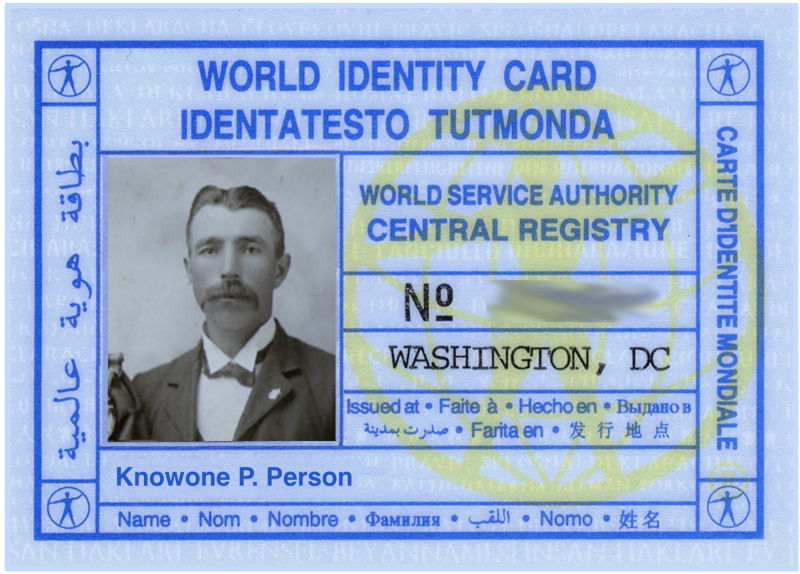 WORLD IDENTITY CARD
IDENTATESTO TUTMONDA
بطاقة هوية عالمية
WORLD SERVICE AUTHORITY
CENTRAL REGISTRY
Nº
WASHINGTON, DC
Issued at • Faite à • Hecho en • Выдано в
صدرت بمدينة • Farita en • 发行地点
CARTE D'IDENTITE MONDIALE
Knowone P. Person
Name • Nom • Nombre • Фамилия • اللقب • Nomo • 姓名